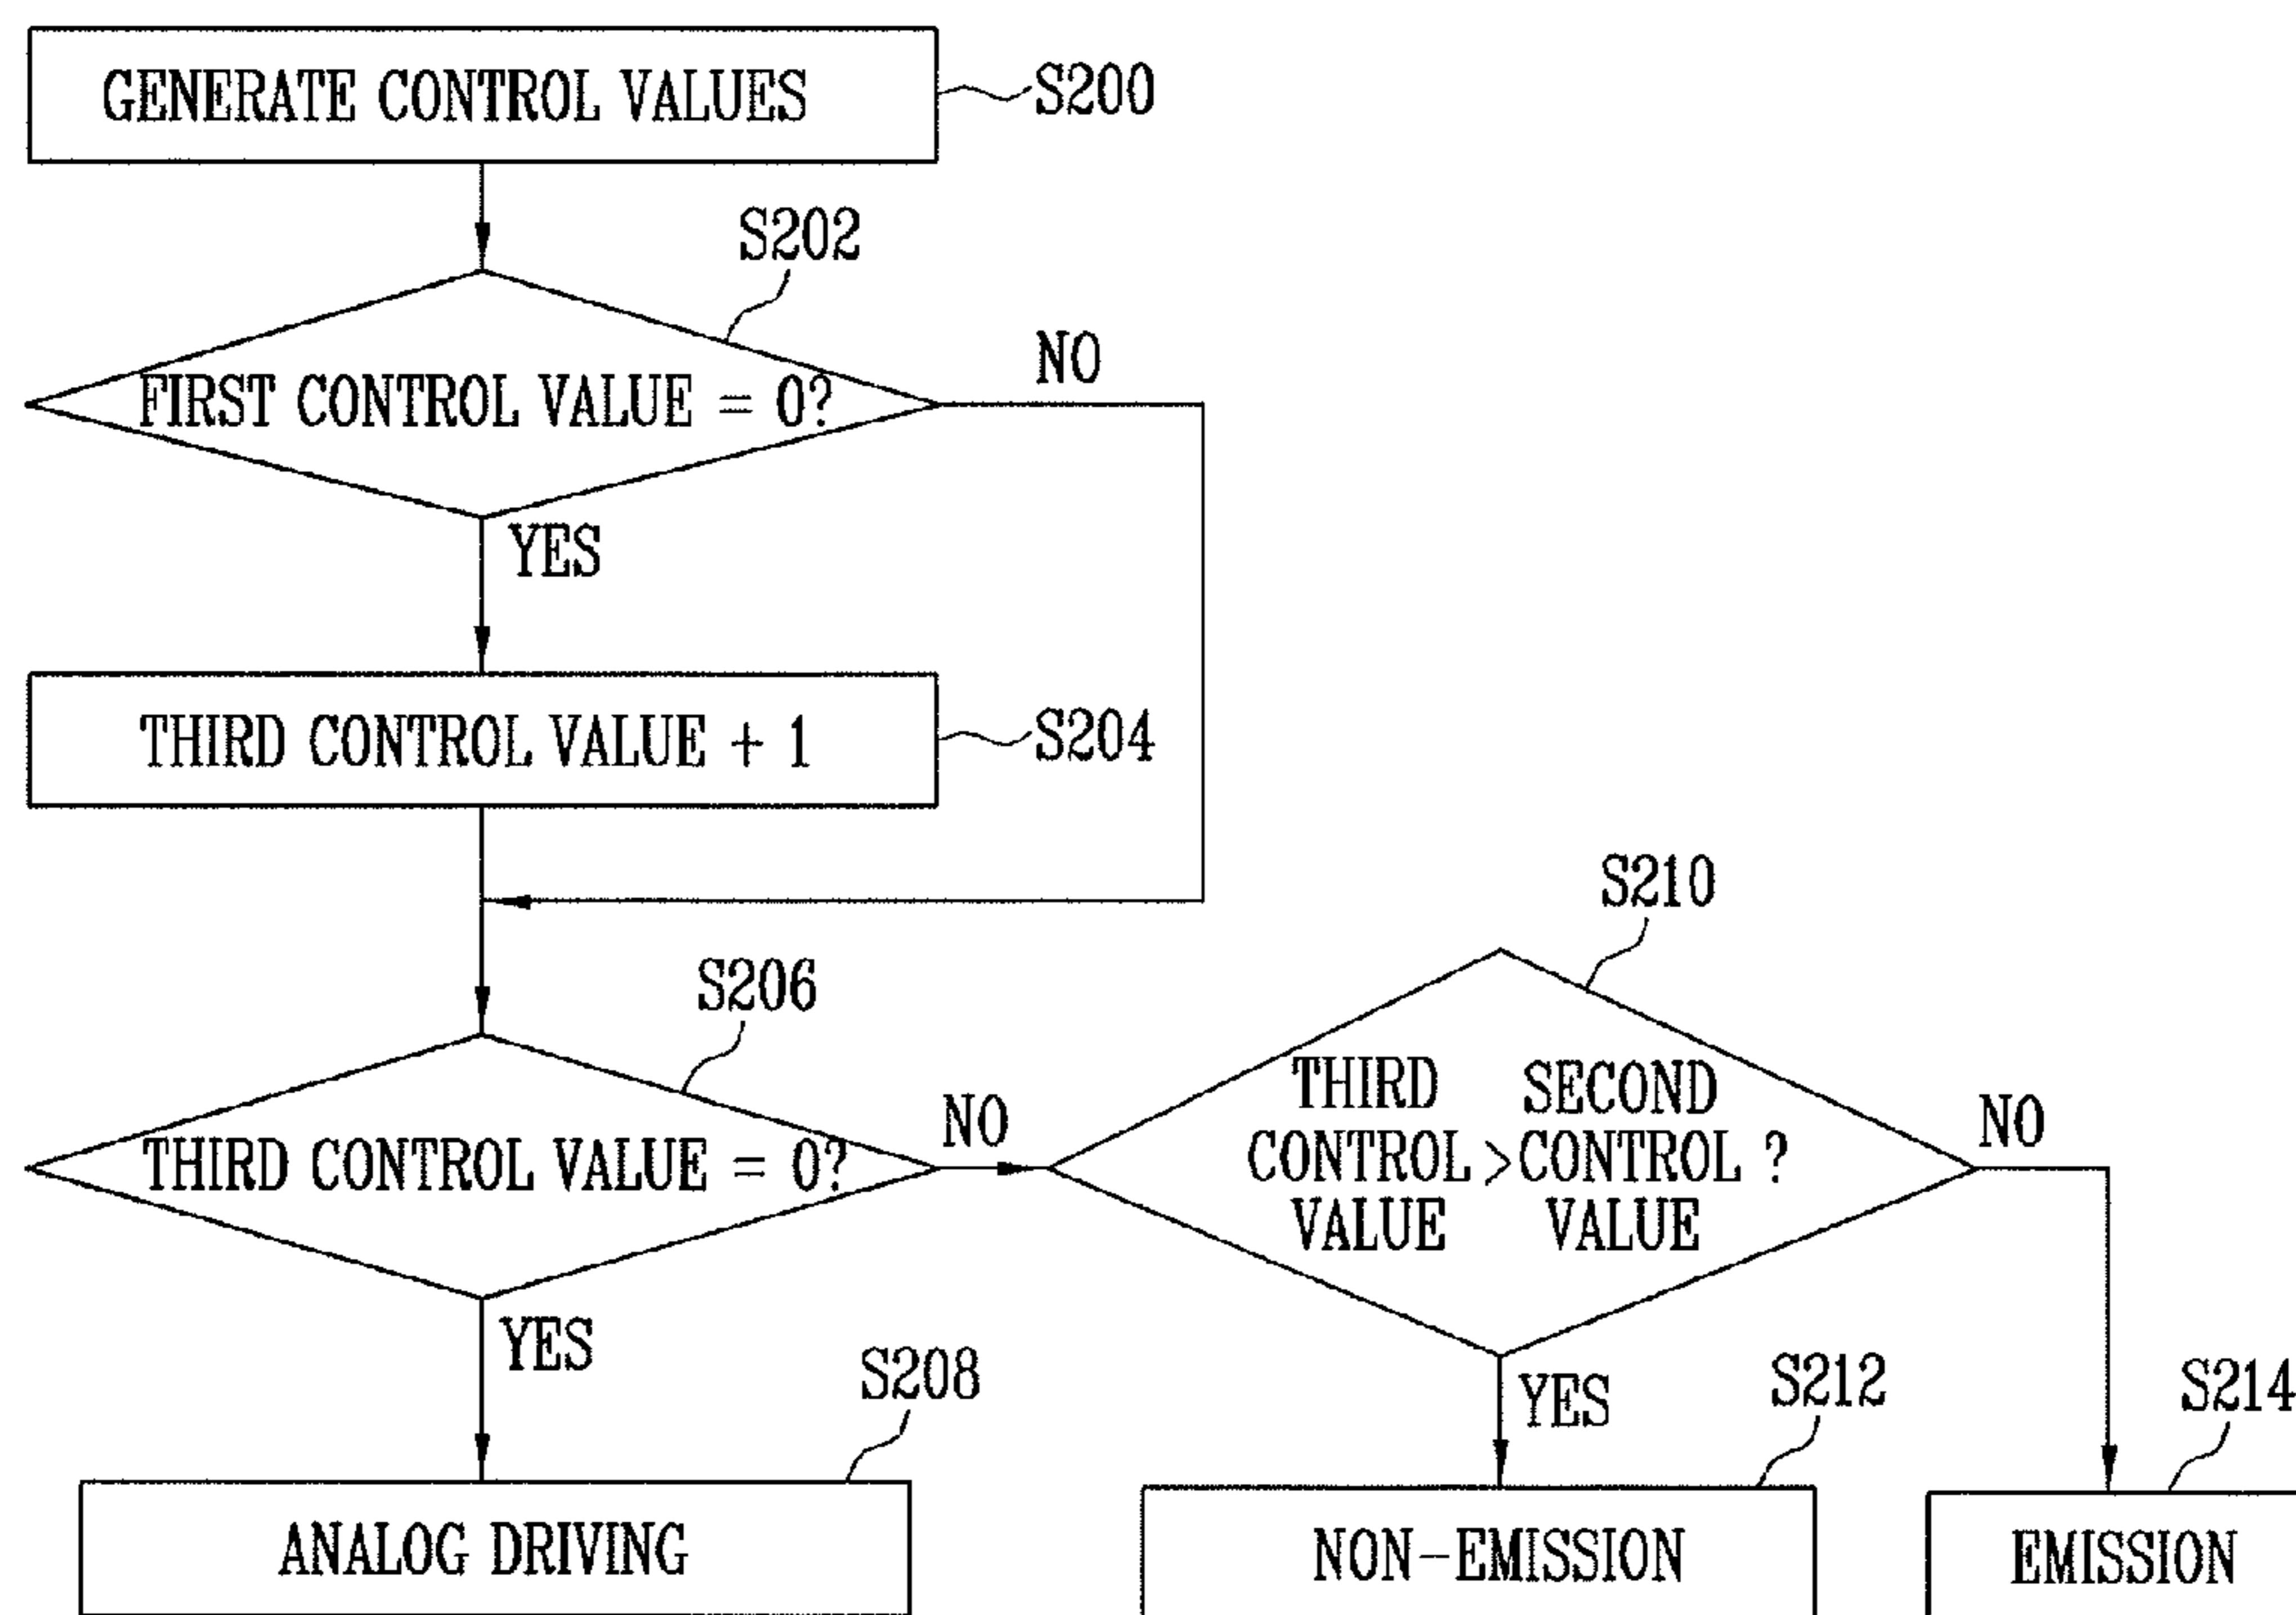 GENERATE CONTROL VALUES
S200
S202
FIRST CONTROL VALUE = 0?
NO
YES
THIRD CONTROL VALUE + 1
S204
S206
THIRD CONTROL VALUE = 0?
NO
YES
S210
THIRD SECOND
CONTROL > CONTROL ?
VALUE VALUE
NO
YES
S208
ANALOG DRIVING
S212
NON-EMISSION
S214
EMISSION